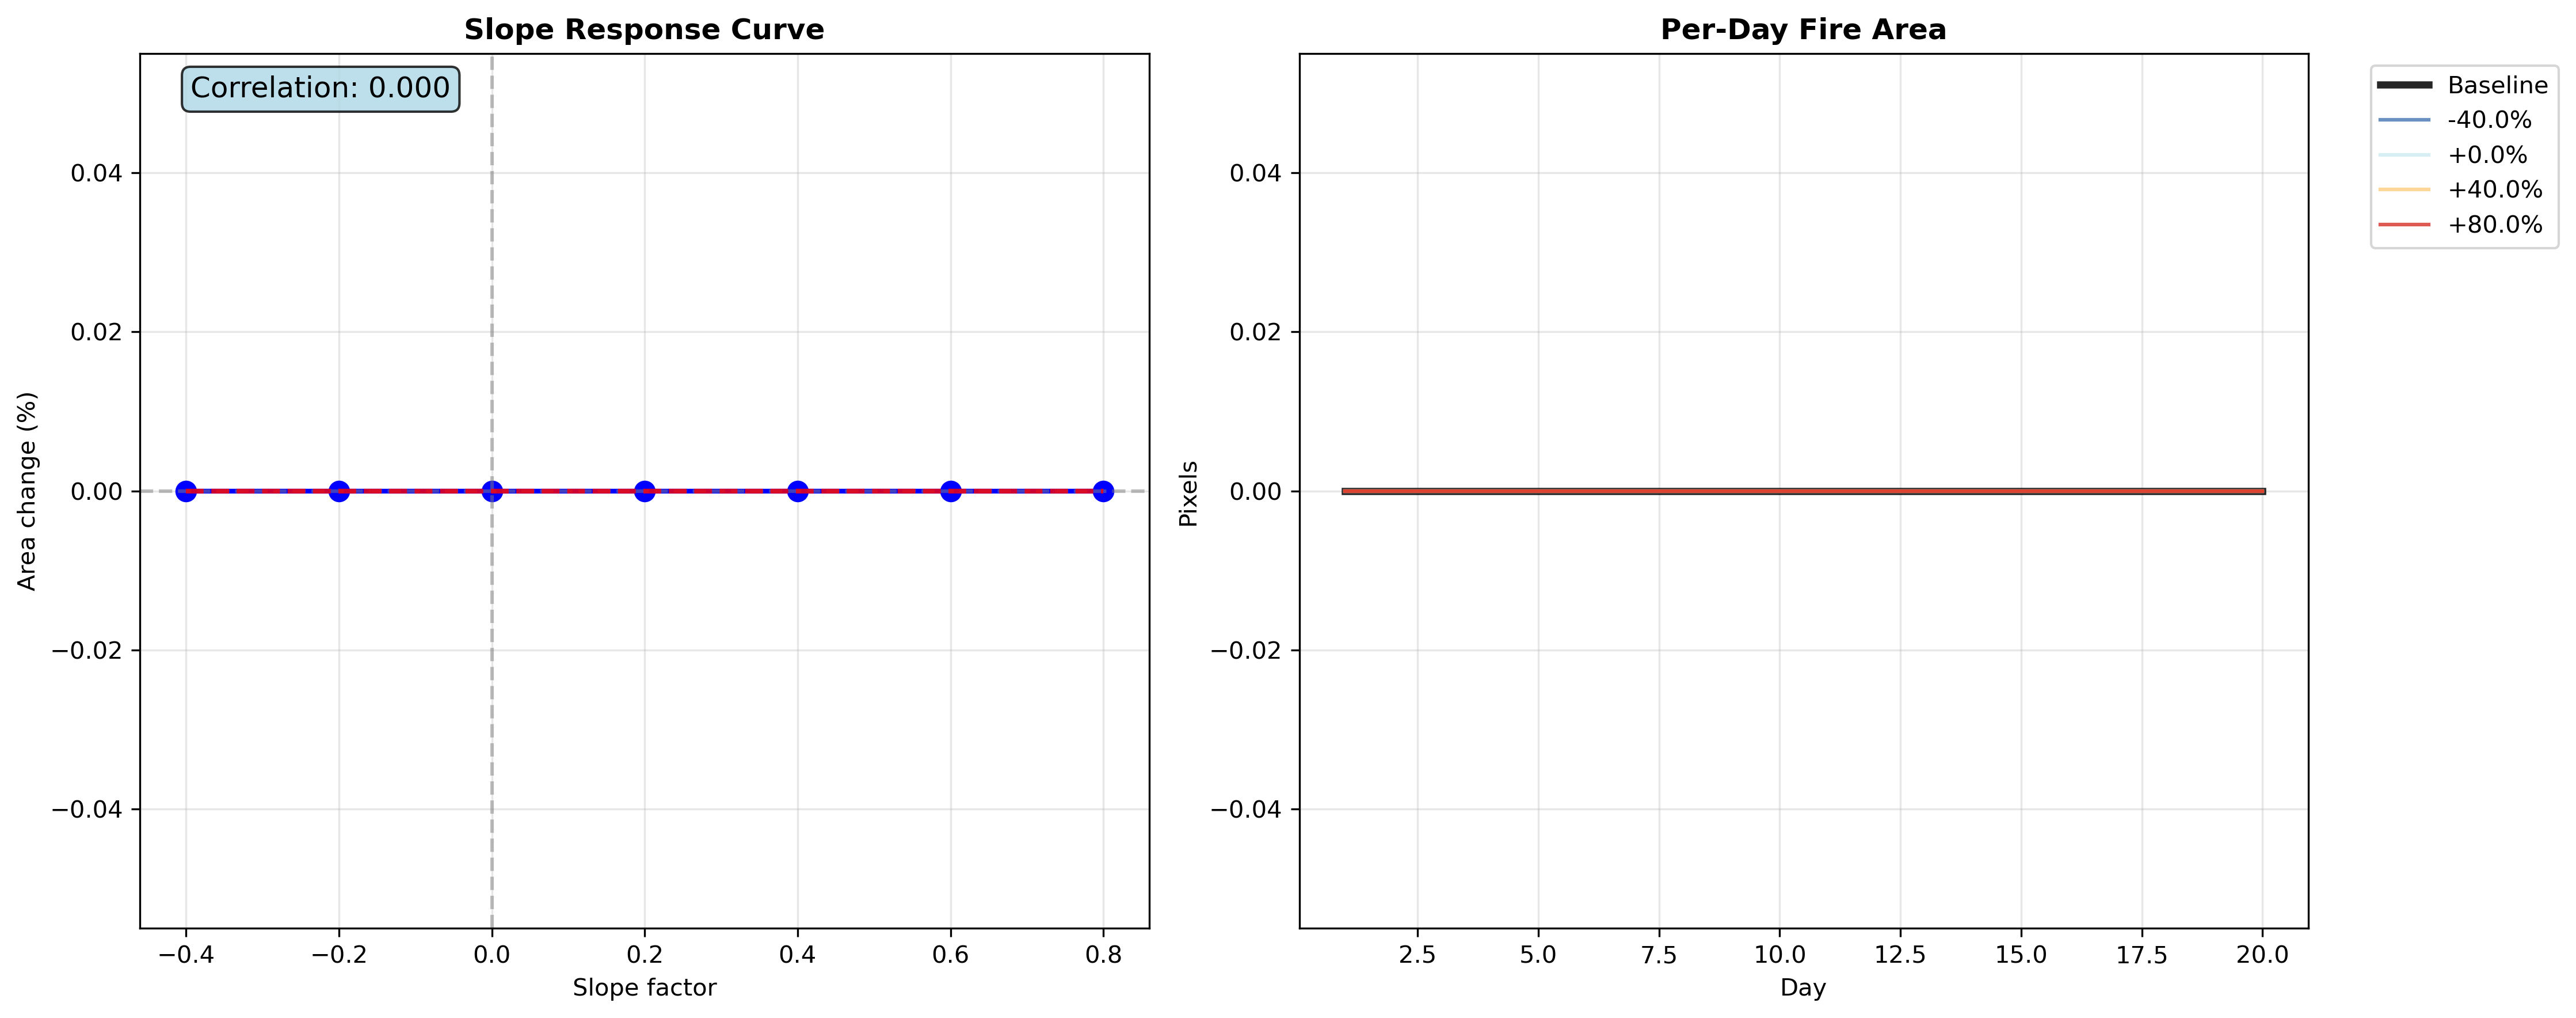 Slope Response Curve
Correlation: 0.000
Area change (%)
0.04
0.02
0.00
−0.02
−0.04
−0.4 −0.2 0.0 0.2 0.4 0.6 0.8
Slope factor
Per-Day Fire Area
Pixels
0.04
0.02
0.00
−0.02
−0.04
2.5 5.0 7.5 10.0 12.5 15.0 17.5 20.0
Day
Baseline
-40.0%
+0.0%
+40.0%
+80.0%